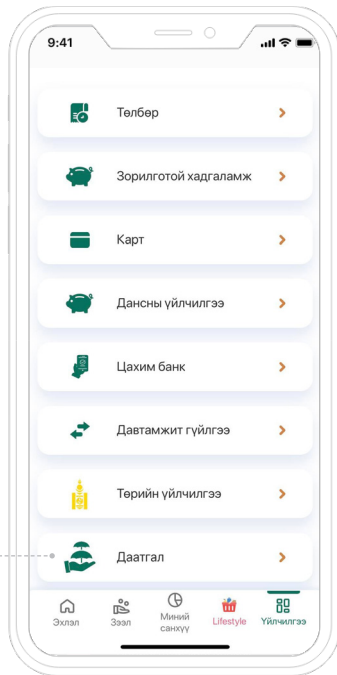 9:41
Төлбөр
Зорилготой хадгаламж
Карт
Дансны үйлчилгээ
Цахим банк
Давтамжит гүйлгээ
Төрийн үйлчилгээ
Даатгал
Эхлэл
Зээл
Миний
санхүү
Lifestyle
Үйлчилгээ